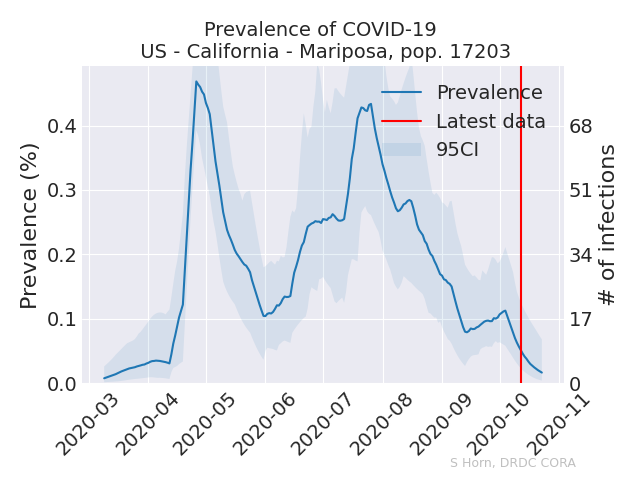 Prevalence of COVID-19
US - California - Mariposa, pop. 17203
Prevalence (%)
0.4
0.3
0.2
0.1
0.0
Prevalence
Latest data
95CI
68
51
34
17
0
# of infections
2020-03
2020-04
2020-05
2020-06
2020-07
2020-08
2020-09
2020-10
2020-11
S Horn, DRDC CORA